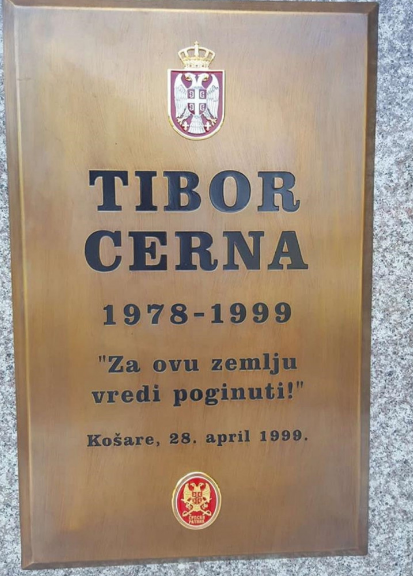 TIBOR
CERNA
1978-1999
"Za ovu zemlju
vredi poginuti!"
Košare, 28. april 1999.